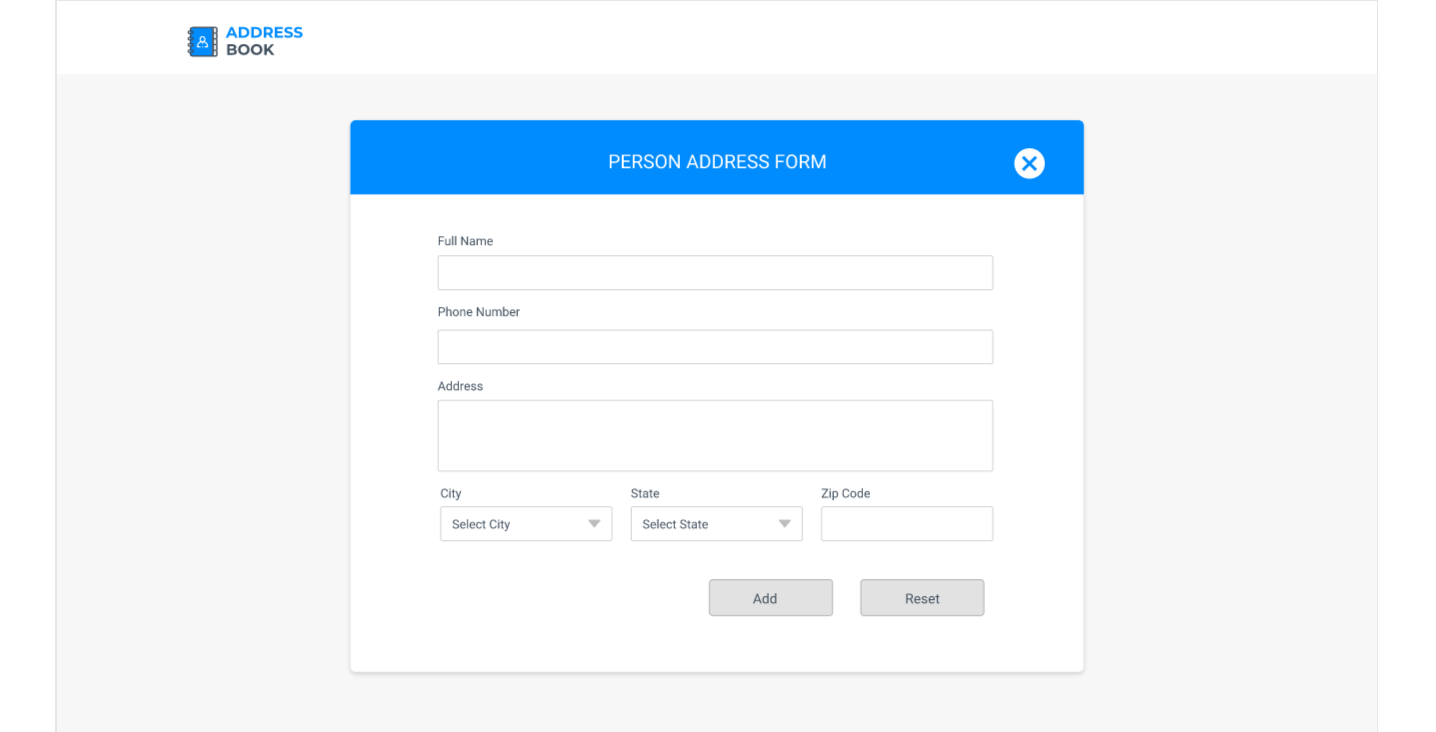 ADDRESS
BOOK
PERSON ADDRESS FORM
Full Name
Phone Number
Address
City State Zip Code
Select City Select State
Add Reset